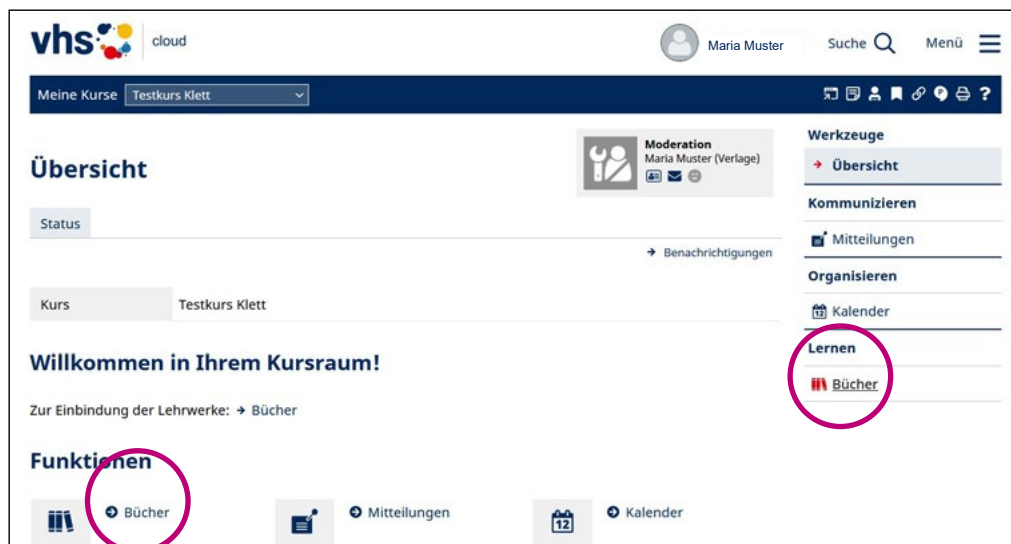 vhs cloud
Maria Muster Suche Menü
Meine Kurse Testkurs Klett ?
Übersicht
Moderation
Maria Muster (Verlage)
Status
→ Benachrichtigungen
Kurs Testkurs Klett
Willkommen in Ihrem Kursraum!
Zur Einbindung der Lehrwerke: → Bücher
Funktionen
Bücher
Mitteilungen
12 Kalender
Werkzeuge
→ Übersicht
Kommunizieren
Mitteilungen
Organisieren
12 Kalender
Lernen
Bücher